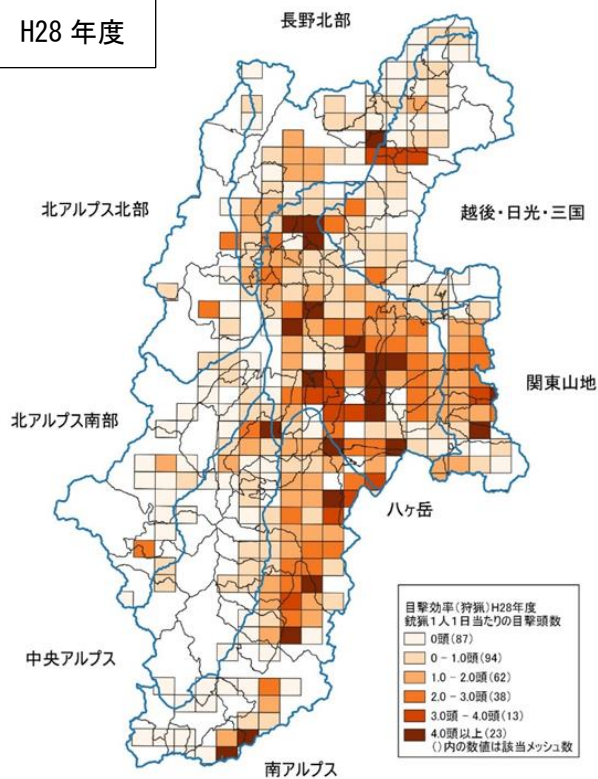 H28 年度
長野北部
北アルプス北部
越後・日光・三国
関東山地
北アルプス南部
八ヶ岳
中央アルプス
南アルプス
目撃効率(狩猟)H28年度
銃猟1人1日当たりの目撃頭数
0頭(87)
0 - 1.0頭(94)
1.0 - 2.0頭(62)
2.0 - 3.0頭(38)
3.0頭 - 4.0頭(13)
4.0頭以上(23)
()内の数値は該当メッシュ数